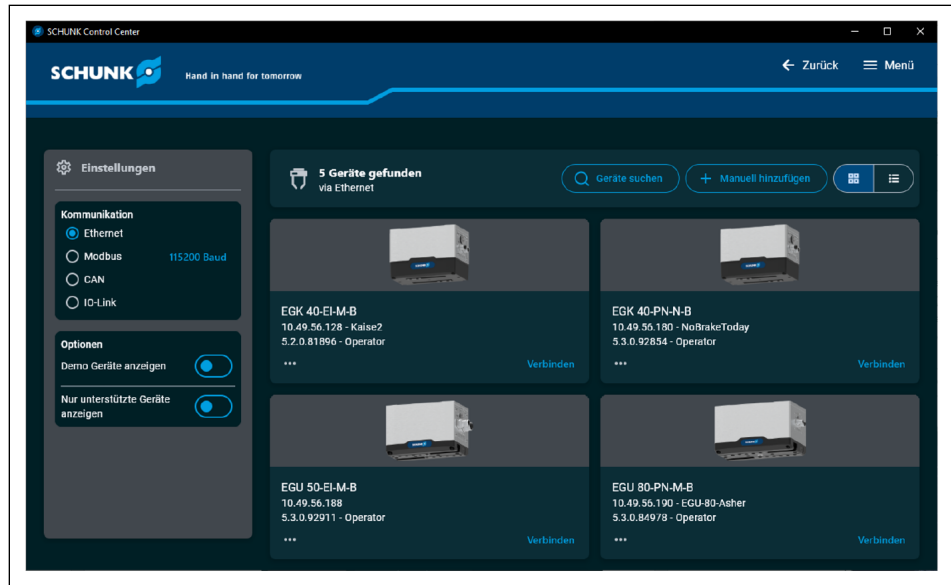 SCHUNK Control Center
SCHUNK
Hand in hand for tomorrow
Zurück
Menü
Einstellungen
Kommunikation
Ethernet
Modbus 115200 Baud
CAN
IO-Link
Optionen
Demo Geräte anzeigen
Nur unterstützte Geräte
anzeigen
5 Geräte gefunden
via Ethernet
Geräte suchen
Manuell hinzufügen
EGK 40-EI-M-B
10.49.56.128 - Kaise2
5.2.0.81896 - Operator
Verbinden
EGK 40-PN-N-B
10.49.56.180 - NoBrakeToday
5.3.0.92854 - Operator
Verbinden
EGU 50-EI-M-B
10.49.56.188
5.3.0.92911 - Operator
Verbinden
EGU 80-PN-M-B
10.49.56.190 - EGU-80-Asher
5.3.0.84978 - Operator
Verbinden